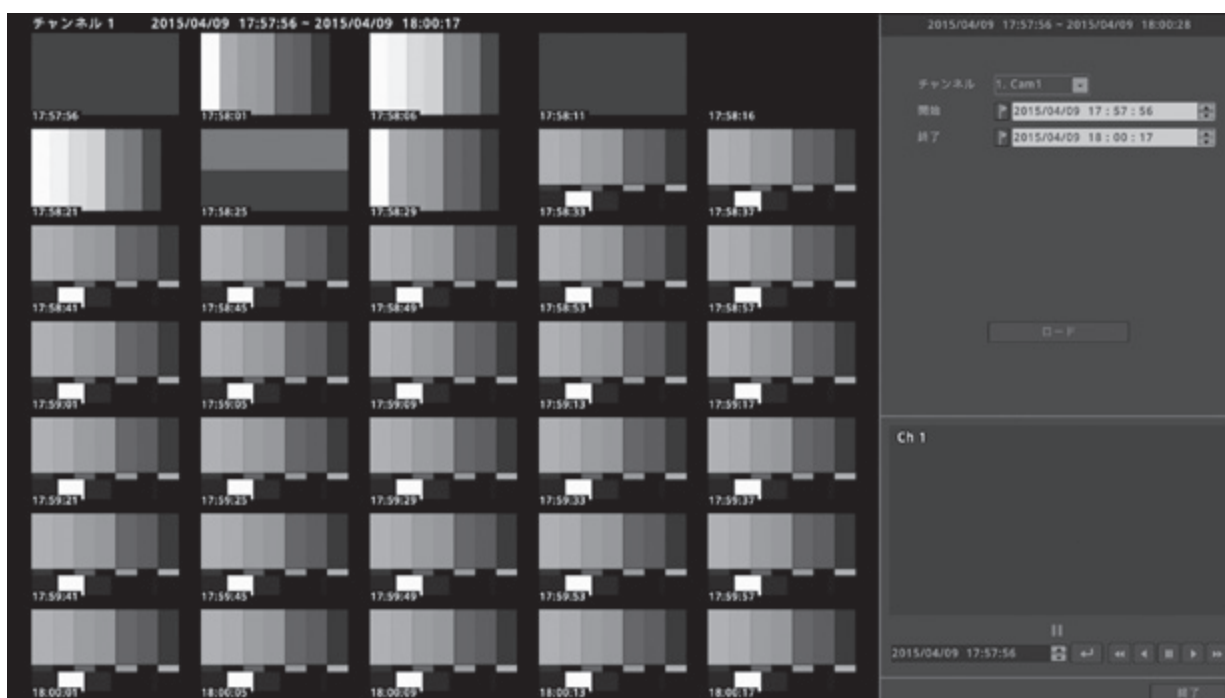 チャンネル 1 2015/04/09 17:57:56 ~ 2015/04/09 18:00:17
17:57:56 17:58:01 17:58:06 17:58:11 17:58:16
17:58:21 17:58:25 17:58:29 17:58:33 17:58:37
17:58:41 17:58:45 17:58:49 17:58:53 17:58:57
17:59:01 17:59:05 17:59:09 17:59:13 17:59:17
17:59:21 17:59:25 17:59:29 17:59:33 17:59:37
17:59:41 17:59:45 17:59:49 17:59:53 17:59:57
18:00:01 18:00:05 18:00:09 18:00:13 18:00:17
2015/04/09 17:57:56 ~ 2015/04/09 18:00:28
チャンネル 1. Cam1
開始 2015/04/09 17 : 57 : 56
終了 2015/04/09 18 : 00 : 17
ロード
Ch 1
2015/04/09 17:57:56
終了